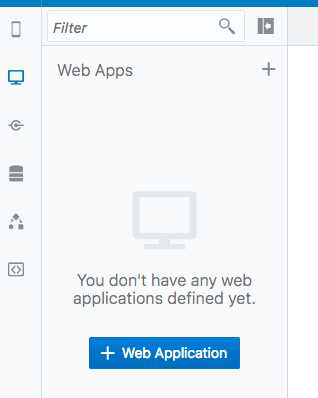 Filter
Web Apps
You don't have any web
applications defined yet.
Web Application